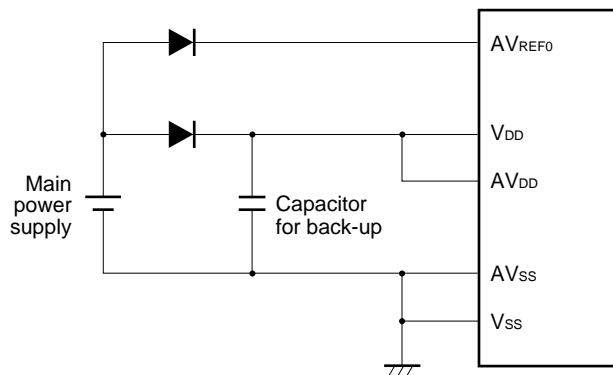 AVREF0
VDD
AVDD
Main
power
supply
Capacitor
for back-up
AVSS
VSS